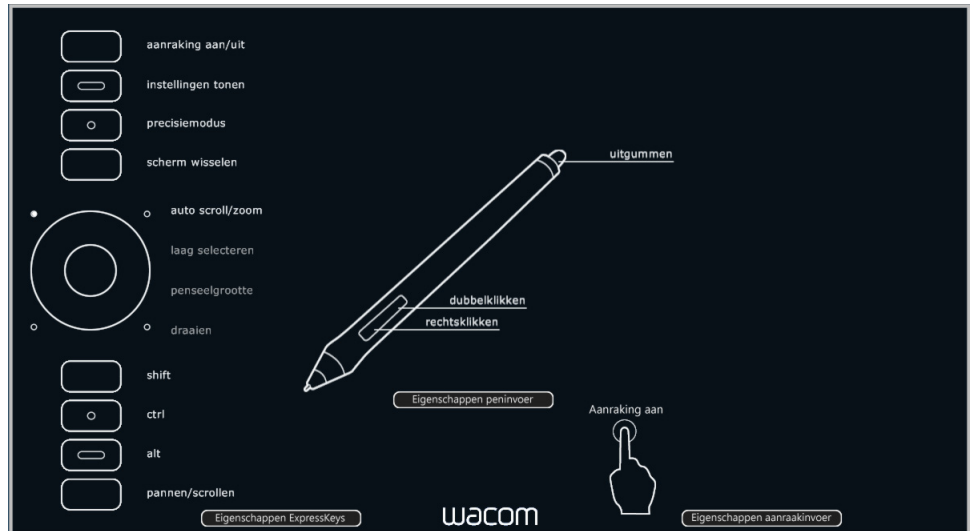 aanraking aan/uit
instellingen tonen
precisiemodus
scherm wisselen
uitgummen
auto scroll/zoom
laag selecteren
penseelgrootte
draaien
dubbelklikken
rechtsklikken
shift
ctrl
alt
pannen/scrollen
Eigenschappen peninvoer
Aanraking aan
Eigenschappen ExpressKeys
wacom
Eigenschappen aanraakinvoer